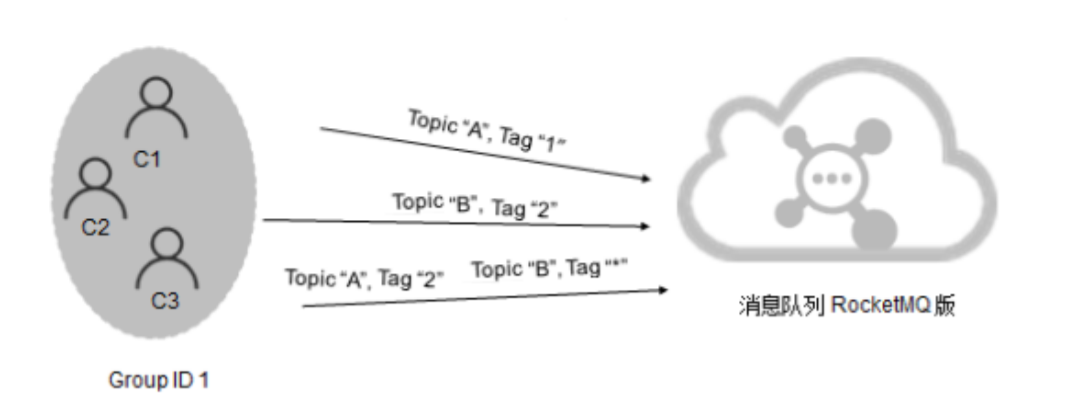 Topic “A”, Tag “1”
C1
Topic “B”, Tag “2”
C2
Topic “A”, Tag “2” Topic “B”, Tag “*”
C3
消息队列 RocketMQ 版
Group ID 1